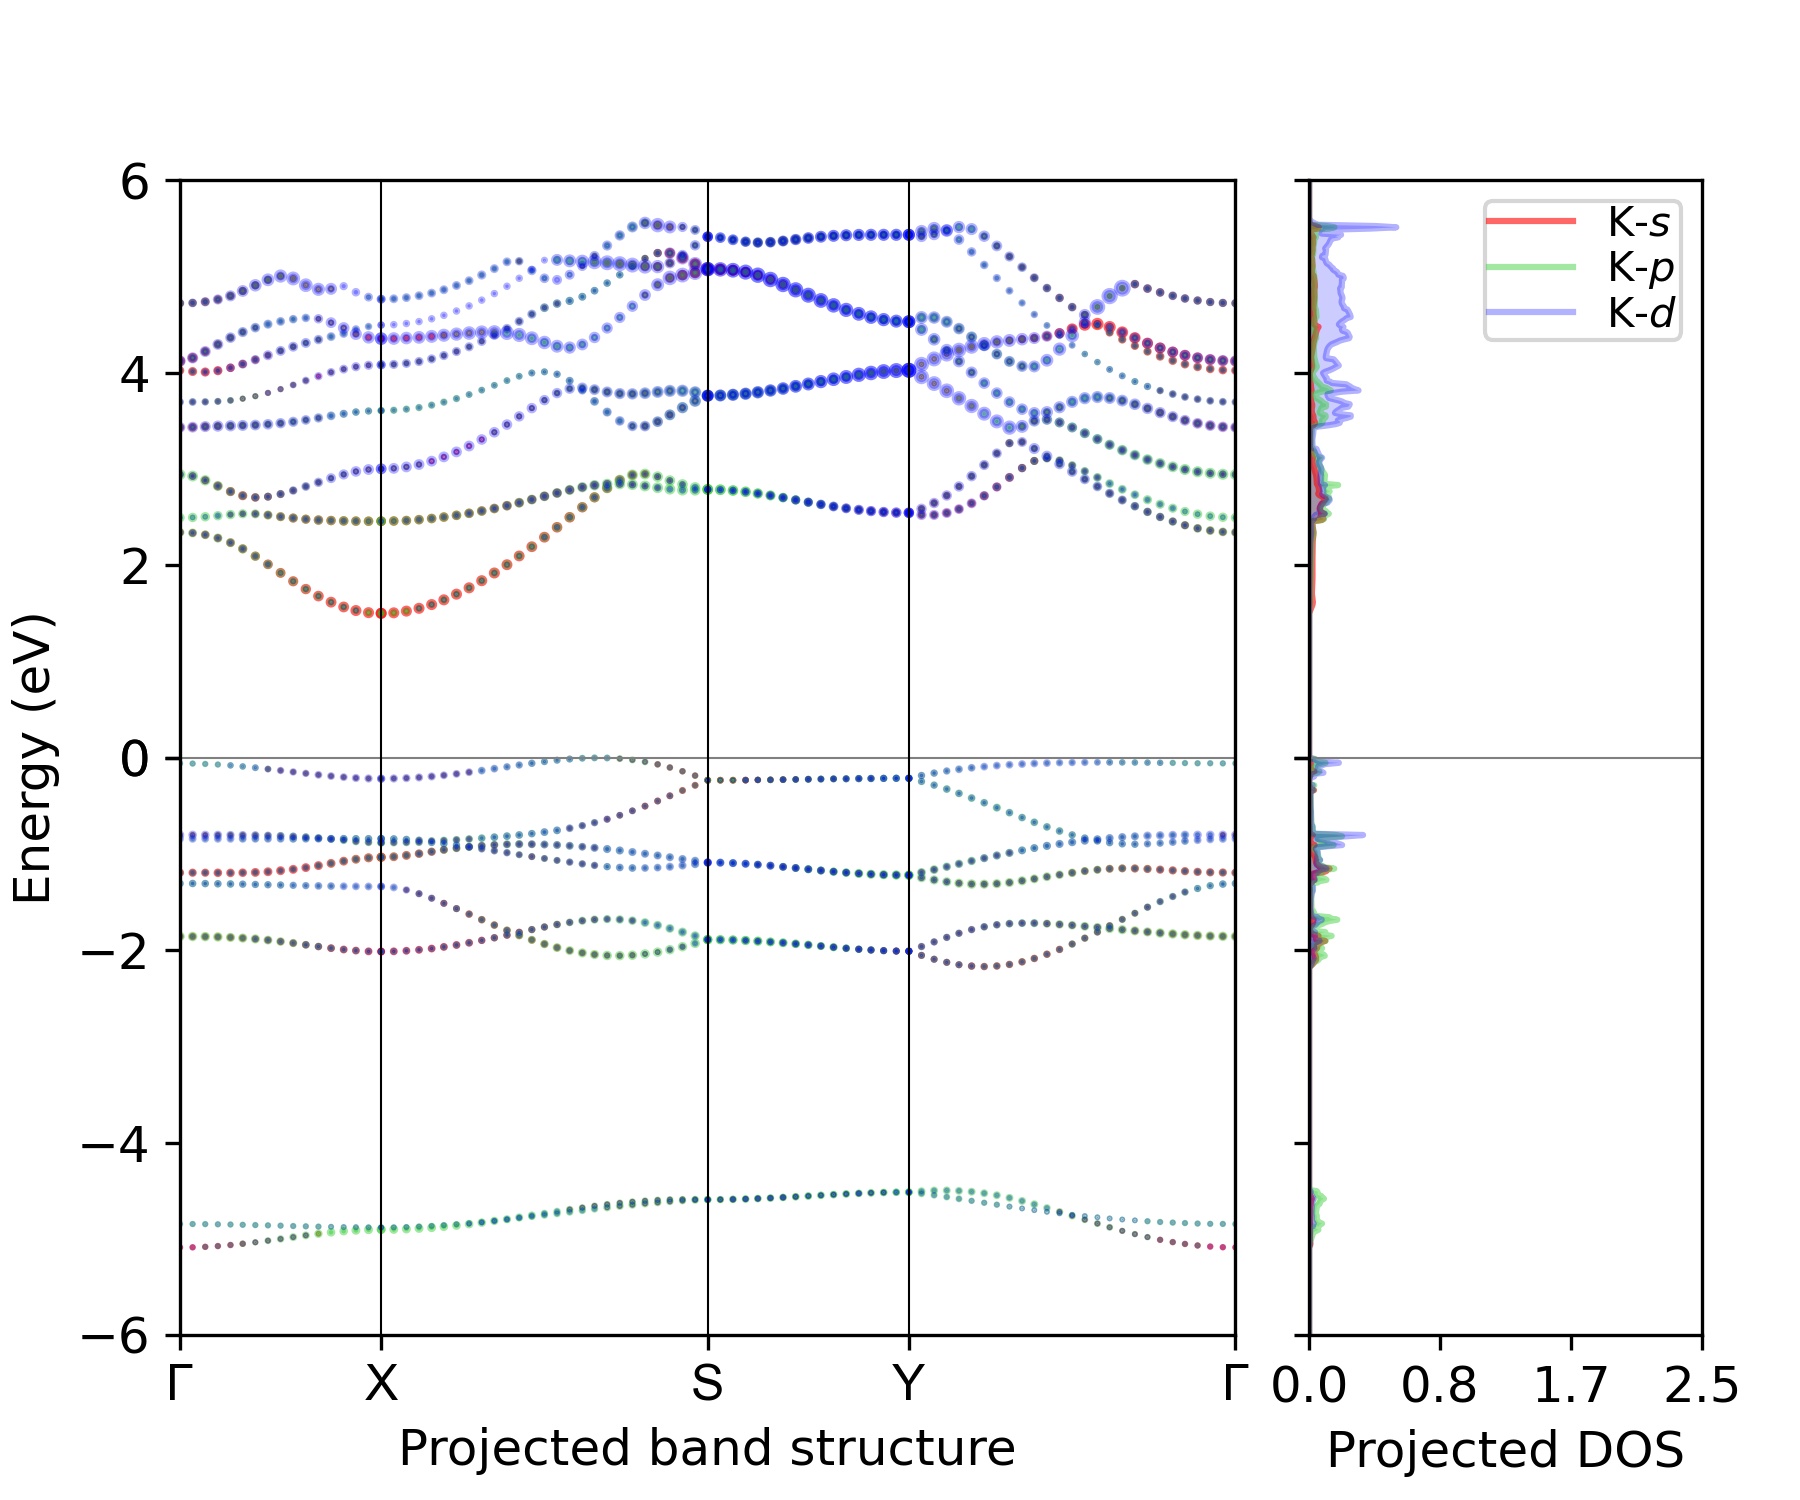 6
4
2
0
−2
−4
−6
Energy (eV)
Γ X S Y Γ
Projected band structure
K-s
K-p
K-d
0.0 0.8 1.7 2.5
Projected DOS